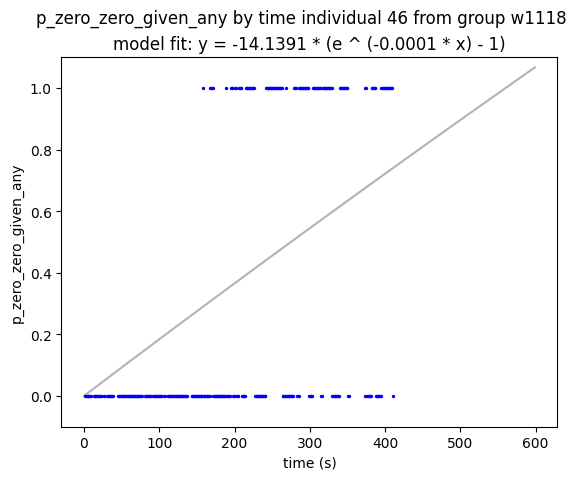 p_zero_zero_given_any by time individual 46 from group w1118
model fit: y = -14.1391 * (e ^ (-0.0001 * x) - 1)
p_zero_zero_given_any
1.0
0.8
0.6
0.4
0.2
0.0
0 100 200 300 400 500 600
time (s)